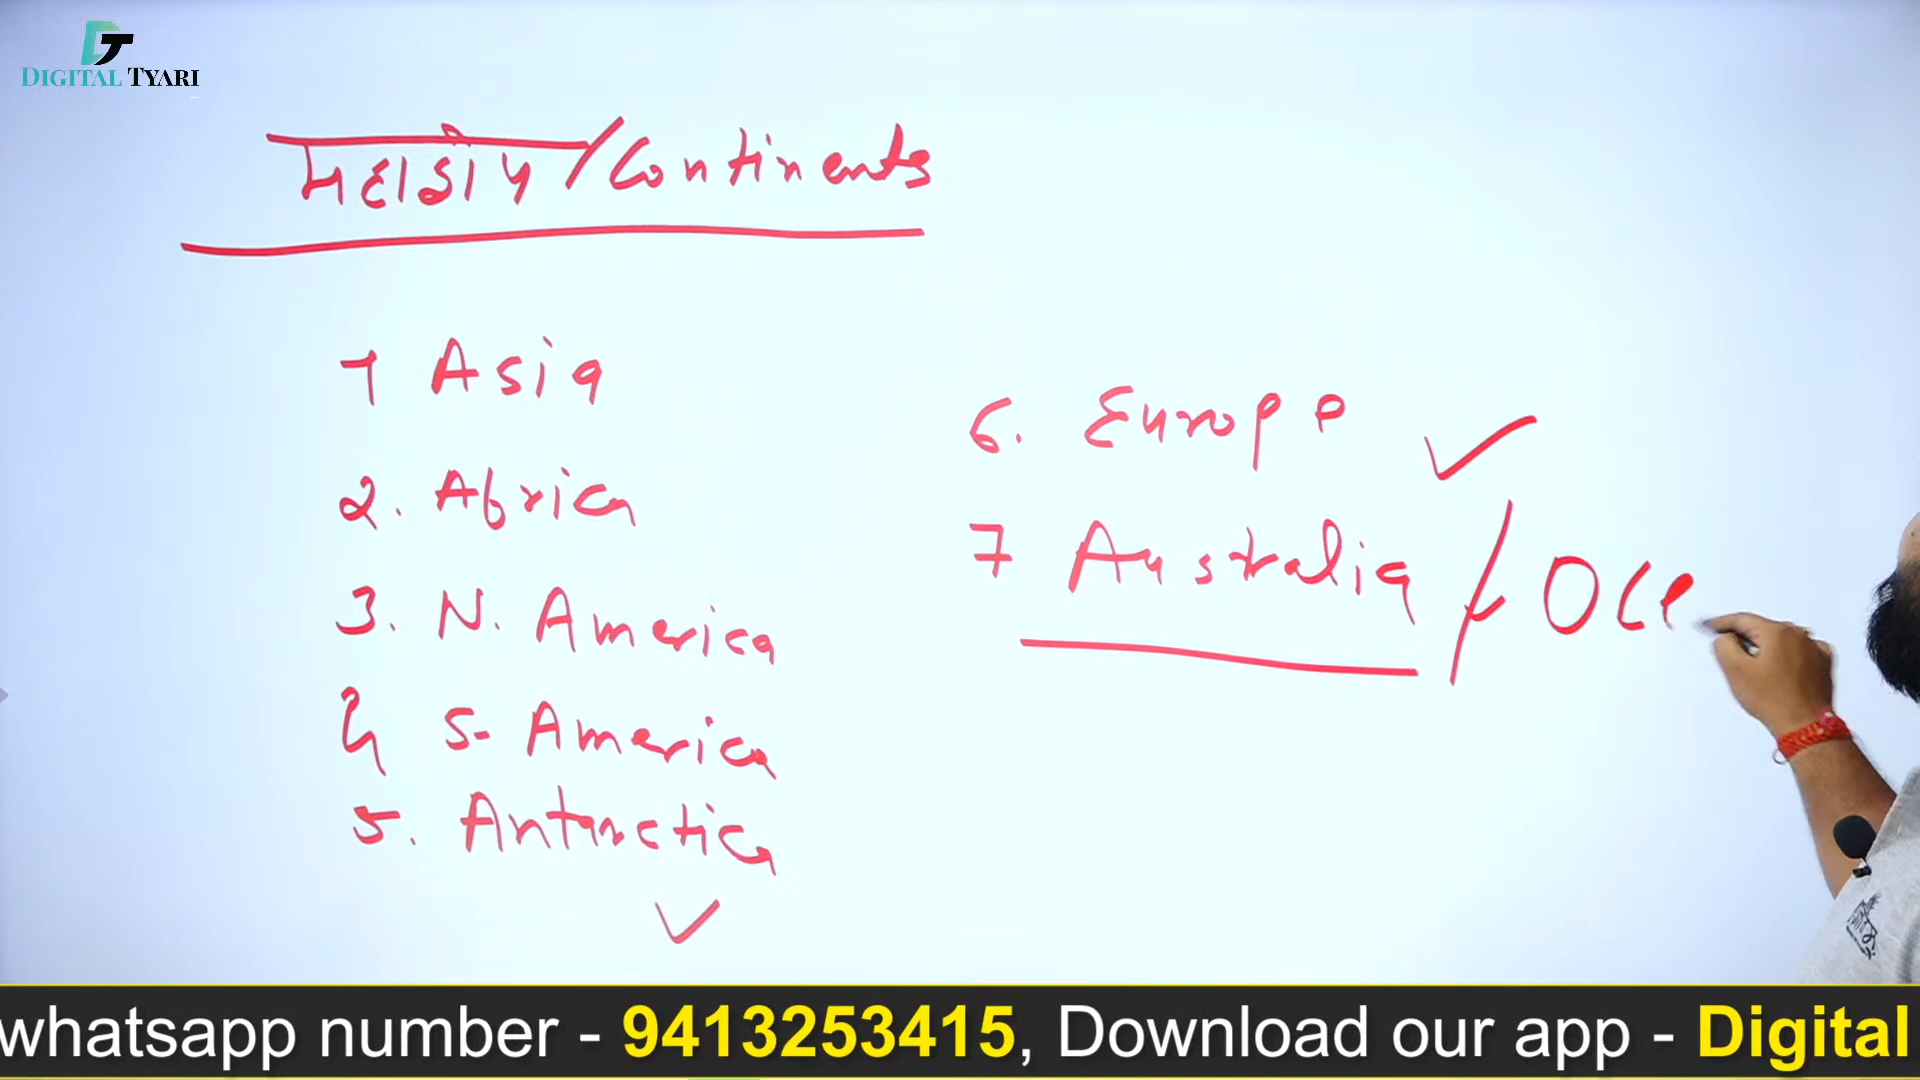 DIGITAL TYARI
महाद्वीप / Continents
1 Asia
2. Africa
3. N. America
4 S. America
5. Antarctica
6. Europe
7 Australia / Oce
whatsapp number - 9413253415, Download our app - Digital